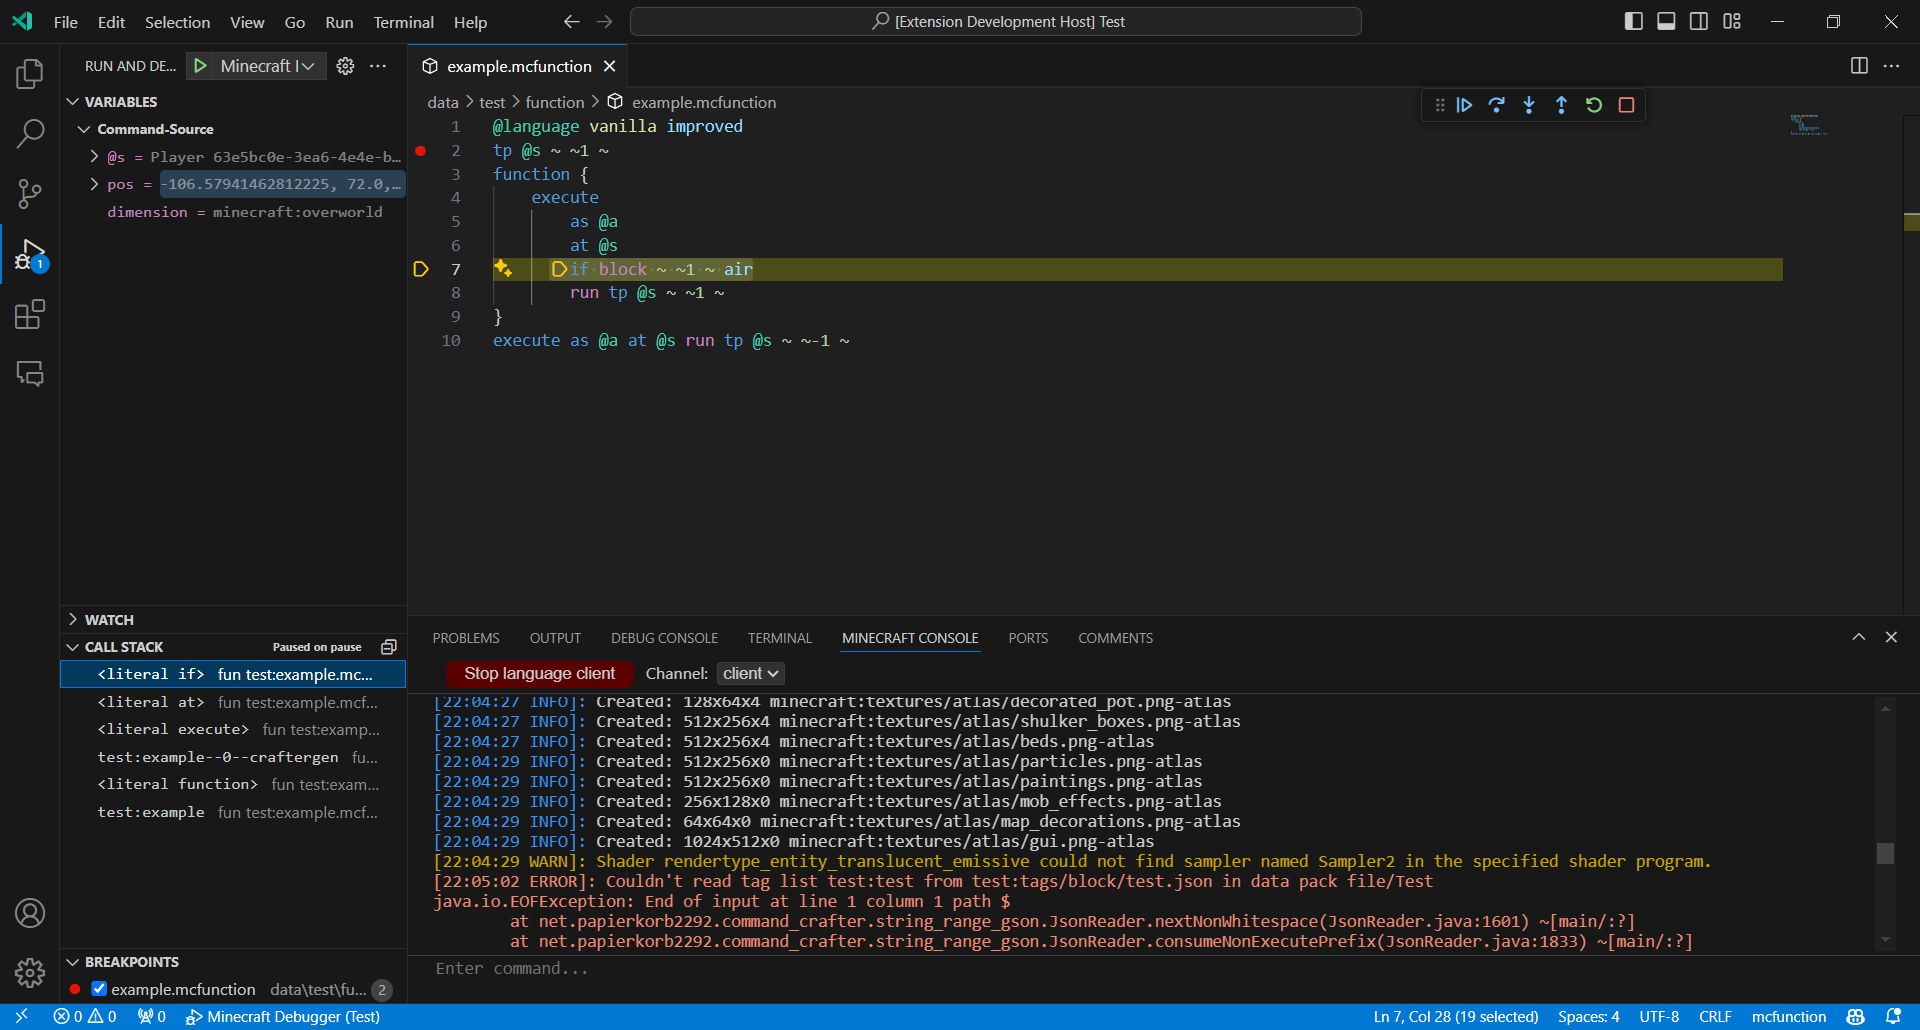 File Edit Selection View Go Run Terminal Help
[Extension Development Host] Test
RUN AND DE... Minecraft
example.mcfunction
data > test > function > example.mcfunction
VARIABLES
Command-Source
@s = Player 63e5bc0e-3ea6-4e4e-b...
pos = -106.57941462812225, 72.0,...
dimension = minecraft:overworld
1 @language vanilla improved
2 tp @s ~ ~1 ~
3 function {
4 execute
5 as @a
6 at @s
7 if block ~ ~1 ~ air
8 run tp @s ~ ~1 ~
9 }
10 execute as @a at @s run tp @s ~ ~-1 ~
1
WATCH
CALL STACK Paused on pause
<literal if> fun test:example.mc...
<literal at> fun test:example.mcf...
<literal execute> fun test:examp...
test:example--0--craftergen fu...
<literal function> fun test:exam...
test:example fun test:example.mcf...
BREAKPOINTS
example.mcfunction data\test\fu... 2
PROBLEMS OUTPUT DEBUG CONSOLE TERMINAL MINECRAFT CONSOLE PORTS COMMENTS
Stop language client Channel: client
[22:04:27 INFO]: Created: 128x64x4 minecraft:textures/atlas/decorated_pot.png-atlas
[22:04:27 INFO]: Created: 512x256x4 minecraft:textures/atlas/shulker_boxes.png-atlas
[22:04:27 INFO]: Created: 512x256x4 minecraft:textures/atlas/beds.png-atlas
[22:04:29 INFO]: Created: 512x256x0 minecraft:textures/atlas/particles.png-atlas
[22:04:29 INFO]: Created: 512x256x0 minecraft:textures/atlas/paintings.png-atlas
[22:04:29 INFO]: Created: 256x128x0 minecraft:textures/atlas/mob_effects.png-atlas
[22:04:29 INFO]: Created: 64x64x0 minecraft:textures/atlas/map_decorations.png-atlas
[22:04:29 INFO]: Created: 1024x512x0 minecraft:textures/atlas/gui.png-atlas
[22:04:29 WARN]: Shader rendertype_entity_translucent_emissive could not find sampler named Sampler2 in the specified shader program.
[22:05:02 ERROR]: Couldn't read tag list test:test from test:tags/block/test.json in data pack file/Test
java.io.EOFException: End of input at line 1 column 1 path $
at net.papierkorb2292.command_crafter.string_range_gson.JsonReader.nextNonWhitespace(JsonReader.java:1601) ~[main/:?]
at net.papierkorb2292.command_crafter.string_range_gson.JsonReader.consumeNonExecutePrefix(JsonReader.java:1833) ~[main/:?]
Enter command...
0 0 0 Minecraft Debugger (Test)
Ln 7, Col 28 (19 selected) Spaces: 4 UTF-8 CRLF mcfunction